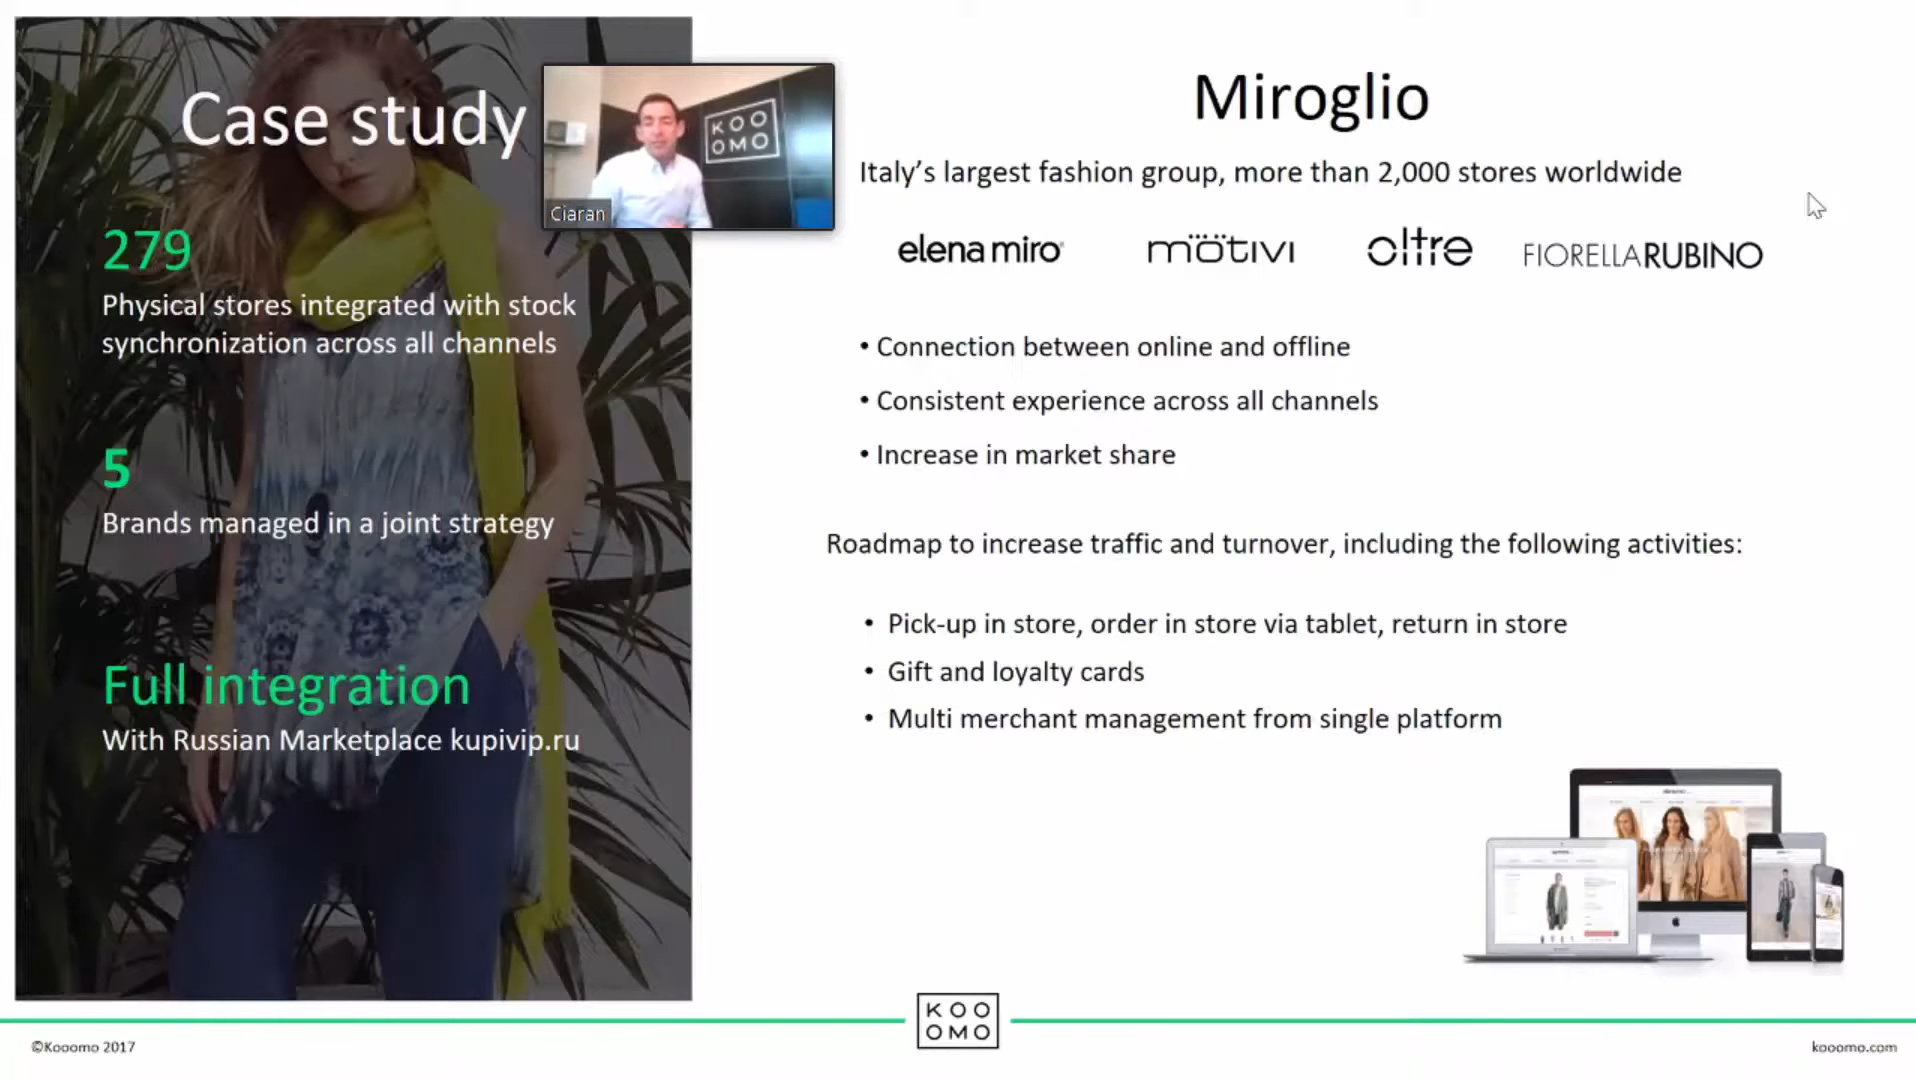 Case study
KOO
OMO
Ciaran
279
Physical stores integrated with stock
synchronization across all channels
5
Brands managed in a joint strategy
Full integration
With Russian Marketplace kupivip.ru
Miroglio
Italy’s largest fashion group, more than 2,000 stores worldwide
elena miro
mötivi
oltre
FIORELLARUBINO
• Connection between online and offline
• Consistent experience across all channels
• Increase in market share
Roadmap to increase traffic and turnover, including the following activities:
• Pick-up in store, order in store via tablet, return in store
• Gift and loyalty cards
• Multi merchant management from single platform
KOO
OMO
©Kooomo 2017
kooomo.com